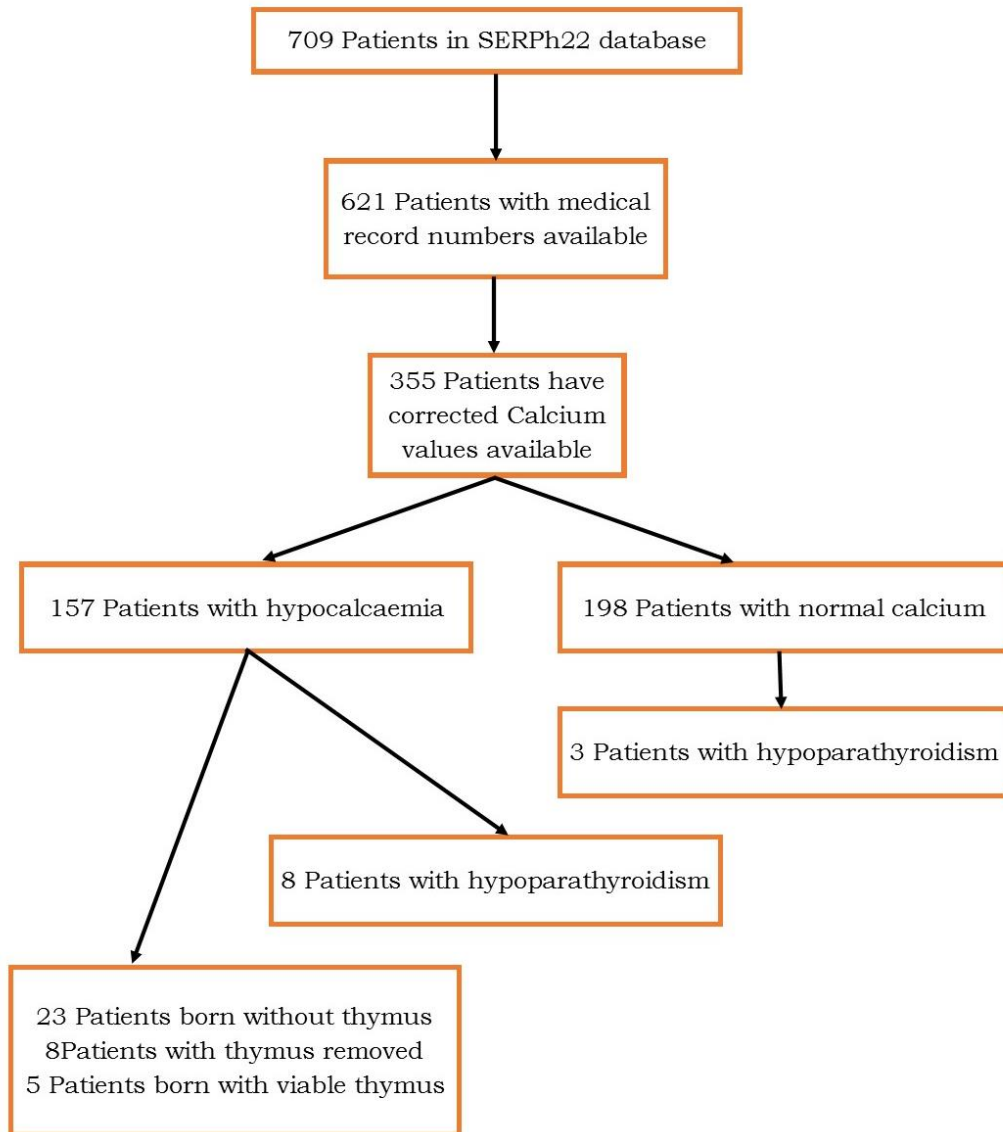 709 Patients in SERPh22 database
621 Patients with medical
record numbers available
355 Patients have
corrected Calcium
values available
157 Patients with hypocalcaemia
198 Patients with normal calcium
3 Patients with hypoparathyroidism
8 Patients with hypoparathyroidism
23 Patients born without thymus
8Patients with thymus removed
5 Patients born with viable thymus